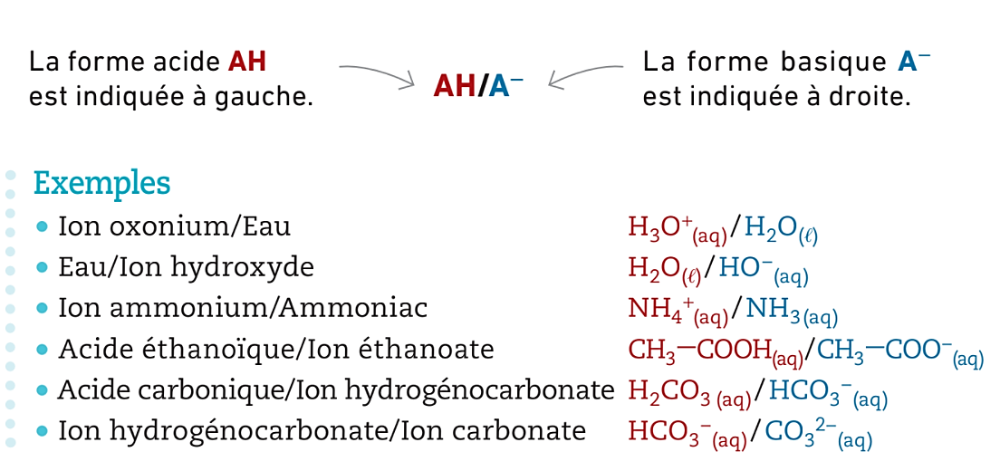 La forme acide AH
est indiquée à gauche.
AH/A⁻
La forme basique A⁻
est indiquée à droite.
Exemples
• Ion oxonium/Eau H₃O⁺(aq)/H₂O(ℓ)
• Eau/Ion hydroxyde H₂O(ℓ)/HO⁻(aq)
• Ion ammonium/Ammoniac NH₄⁺(aq)/NH₃(aq)
• Acide éthanoïque/Ion éthanoate CH₃—COOH(aq)/CH₃—COO⁻(aq)
• Acide carbonique/Ion hydrogénocarbonate H₂CO₃(aq)/HCO₃⁻(aq)
• Ion hydrogénocarbonate/Ion carbonate HCO₃⁻(aq)/CO₃²⁻(aq)